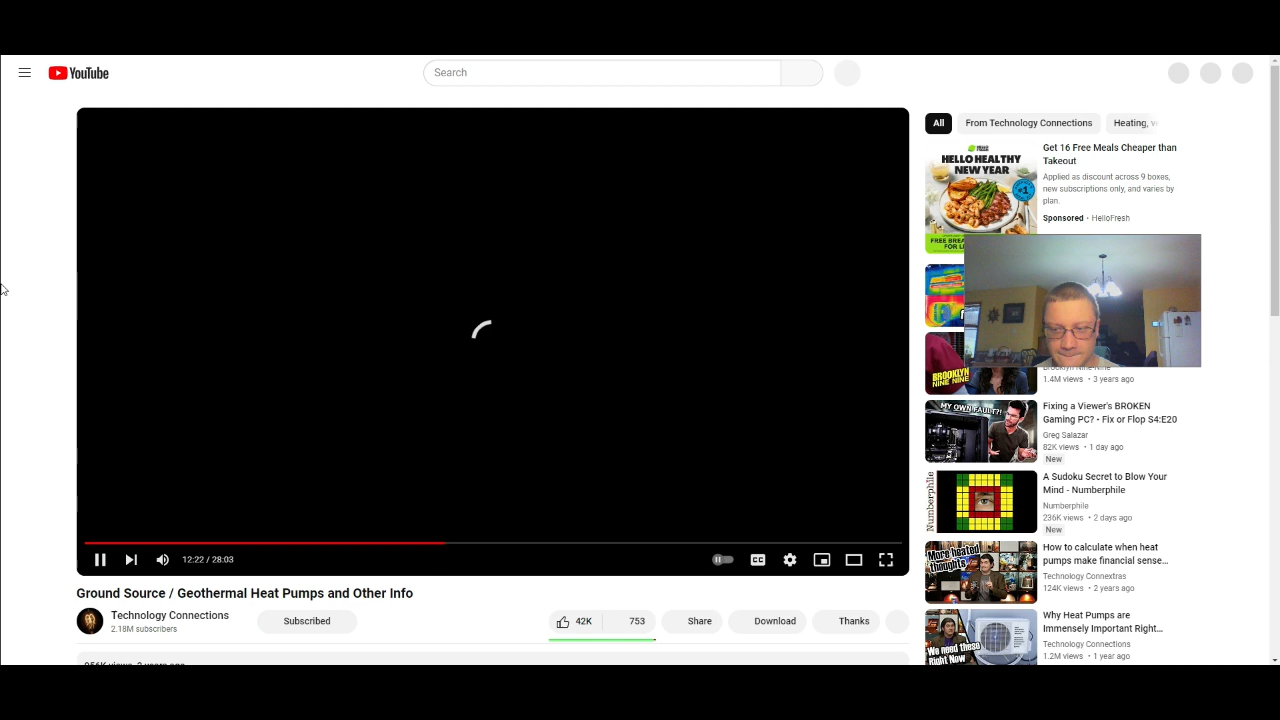 YouTube
Search
All
From Technology Connections
Heating, v
HELLO HEALTHY
NEW YEAR
#1
Get 16 Free Meals Cheaper than
Takeout
Applied as discount across 9 boxes,
new subscriptions only, and varies by
plan.
Sponsored · HelloFresh
BROOKLYN
NINE NINE
Brooklyn Nine-Nine
1.4M views • 3 years ago
MY OWN FAULT?!
Fixing a Viewer's BROKEN
Gaming PC? - Fix or Flop S4:E20
Greg Salazar
82K views • 1 day ago
New
Numberphile
A Sudoku Secret to Blow Your
Mind - Numberphile
Numberphile
236K views • 2 days ago
New
More heated
thoughts
How to calculate when heat
pumps make financial sense...
Technology Connextras
124K views • 2 years ago
We need these
Right Now
Why Heat Pumps are
Immensely Important Right...
Technology Connections
1.2M views • 1 year ago
12:22 / 28:03
CC
Ground Source / Geothermal Heat Pumps and Other Info
Technology Connections
2.18M subscribers
Subscribed
42K
753
Share
Download
Thanks